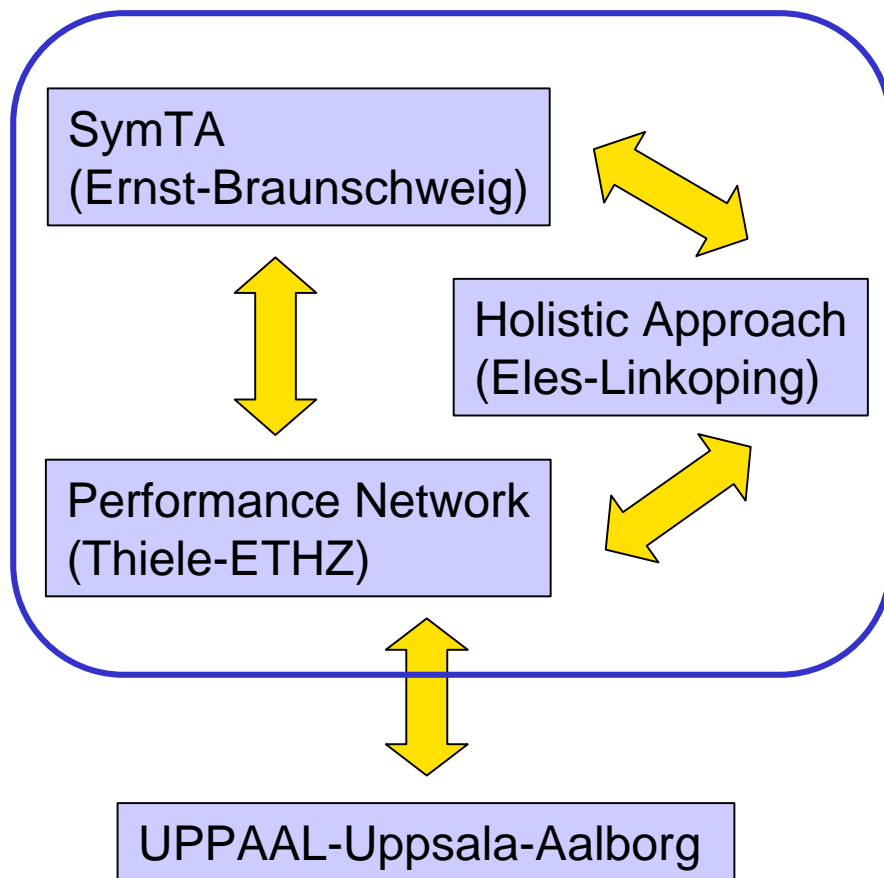 SymTA
(Ernst-Braunschweig)
Holistic Approach
(Eles-Linkoping)
Performance Network
(Thiele-ETHZ)
UPPAAL-Uppsala-Aalborg